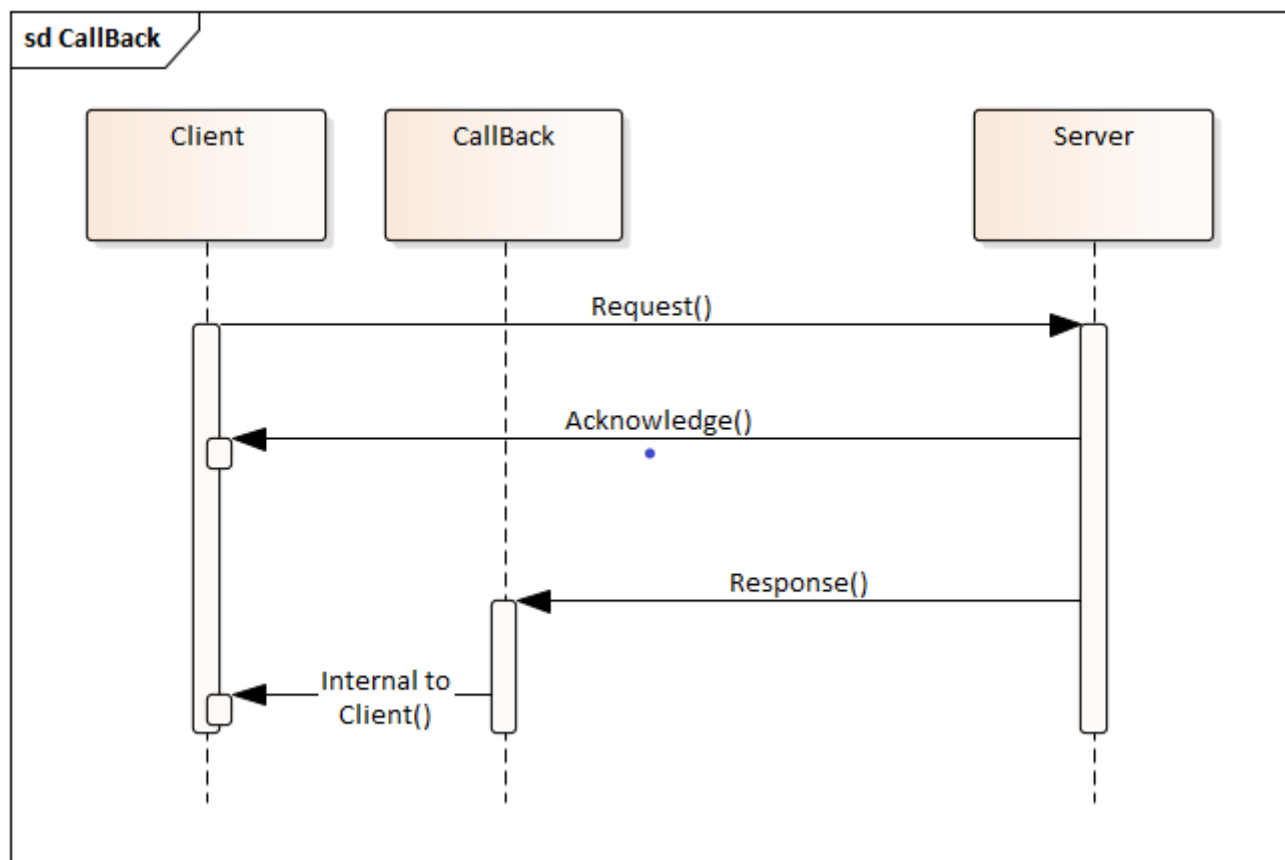 sd CallBack
Client
CallBack
Server
Request()
Acknowledge()
Response()
Internal to
Client()